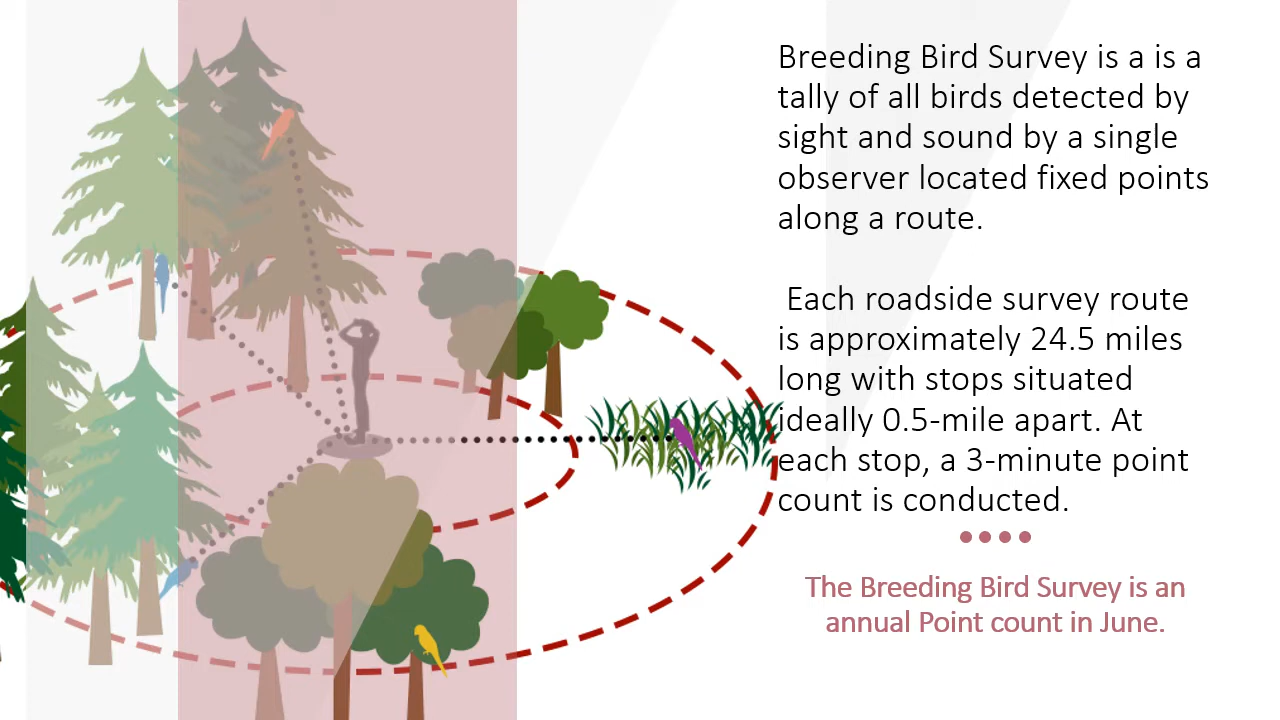 Breeding Bird Survey is a is a
tally of all birds detected by
sight and sound by a single
observer located fixed points
along a route.
Each roadside survey route
is approximately 24.5 miles
long with stops situated
ideally 0.5-mile apart. At
each stop, a 3-minute point
count is conducted.
The Breeding Bird Survey is an
annual Point count in June.